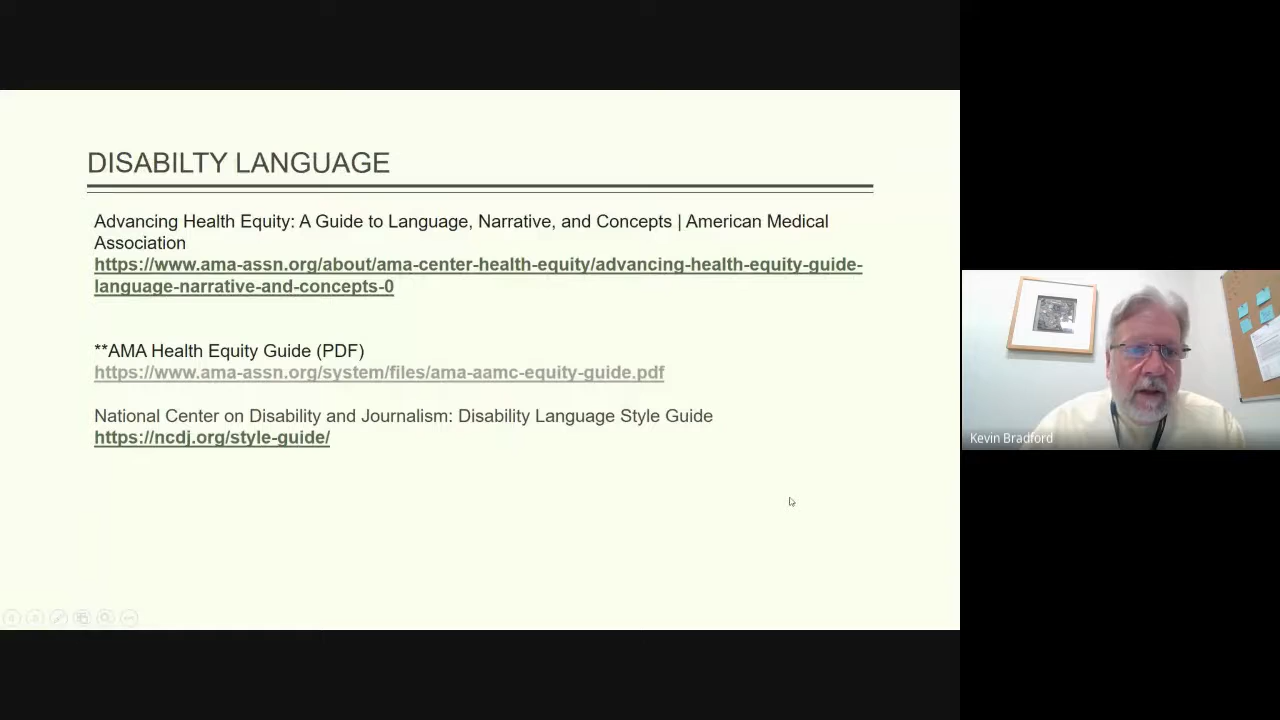 DISABILTY LANGUAGE
Advancing Health Equity: A Guide to Language, Narrative, and Concepts | American Medical
Association
https://www.ama-assn.org/about/ama-center-health-equity/advancing-health-equity-guide-
language-narrative-and-concepts-0
**AMA Health Equity Guide (PDF)
https://www.ama-assn.org/system/files/ama-aamc-equity-guide.pdf
National Center on Disability and Journalism: Disability Language Style Guide
https://ncdj.org/style-guide/
Kevin Bradford